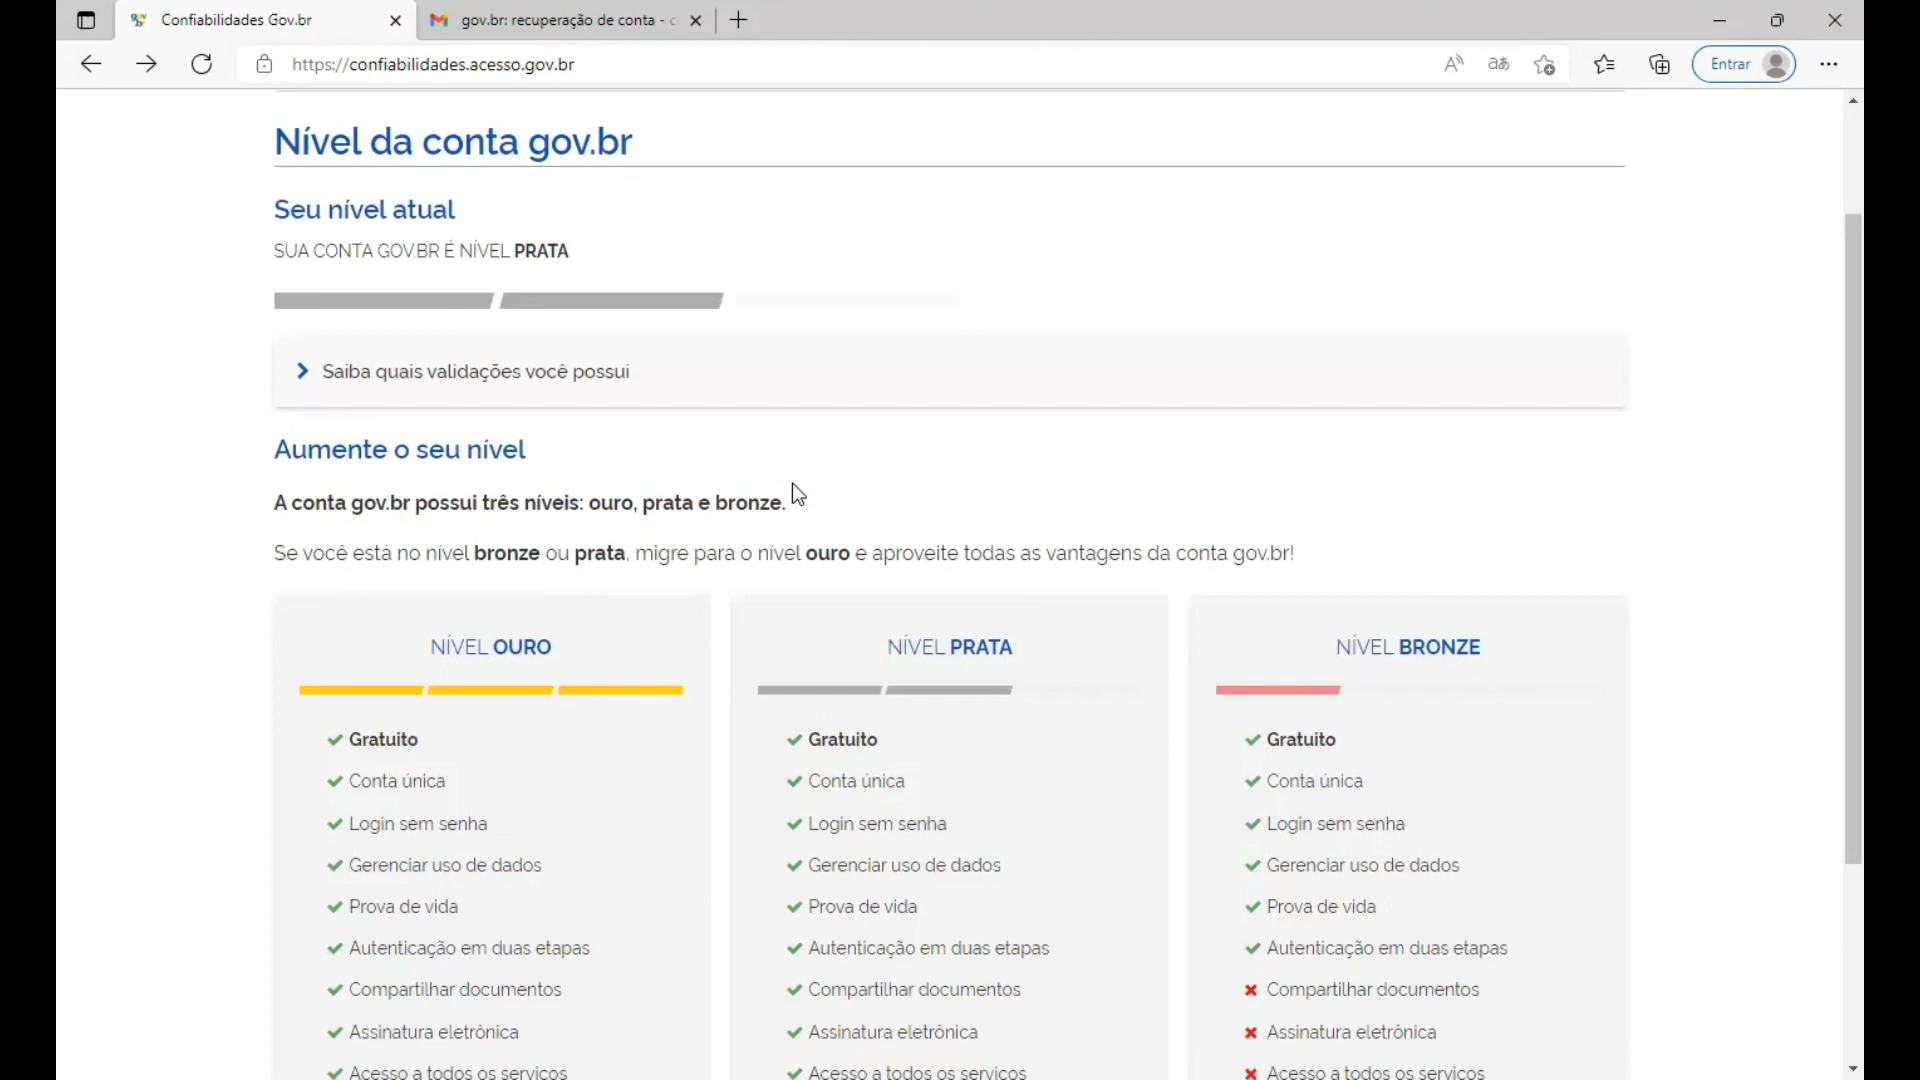 Confiabilidades Gov.br
gov.br: recuperação de conta -
https://confiabilidades.acesso.gov.br
Entrar
Nível da conta gov.br
Seu nível atual
SUA CONTA GOV.BR É NÍVEL PRATA
Saiba quais validações você possui
Aumente o seu nível
A conta gov.br possui três níveis: ouro, prata e bronze.
Se você está no nível bronze ou prata, migre para o nível ouro e aproveite todas as vantagens da conta gov.br!
NÍVEL OURO
Gratuito
Conta única
Login sem senha
Gerenciar uso de dados
Prova de vida
Autenticação em duas etapas
Compartilhar documentos
Assinatura eletrônica
Acesso a todos os serviços
NÍVEL PRATA
Gratuito
Conta única
Login sem senha
Gerenciar uso de dados
Prova de vida
Autenticação em duas etapas
Compartilhar documentos
Assinatura eletrônica
Acesso a todos os serviços
NÍVEL BRONZE
Gratuito
Conta única
Login sem senha
Gerenciar uso de dados
Prova de vida
Autenticação em duas etapas
Compartilhar documentos
Assinatura eletrônica
Acesso a todos os serviços